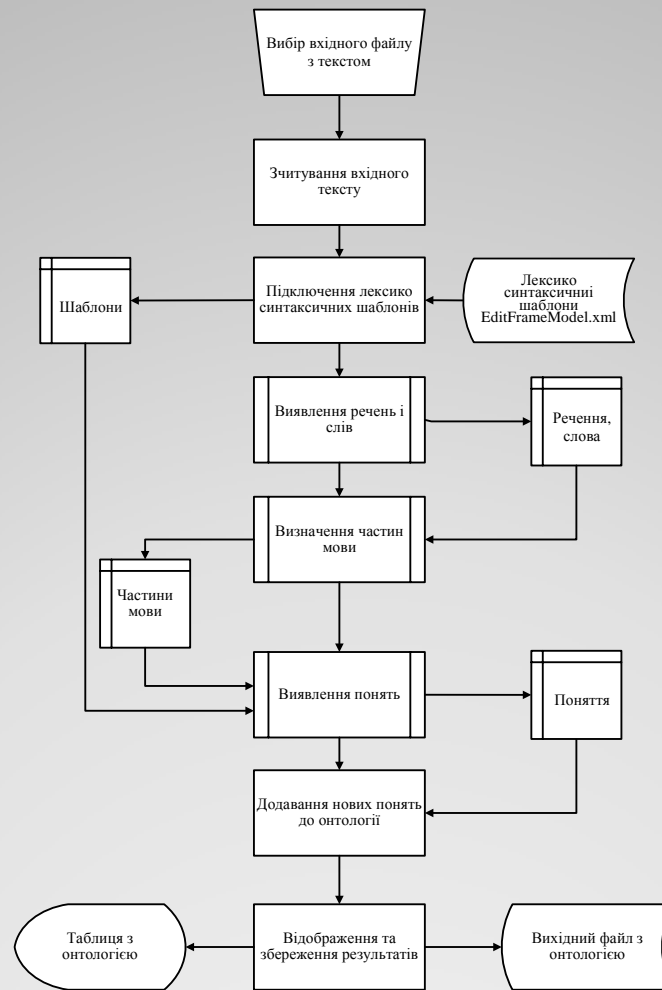 Вибір вхідного файлу
з текстом
Зчитування вхідного
тексту
Шаблони
Підключення лексико
синтаксичних шаблонів
Лексико
синтаксичниі
шаблони
EditFrameModel.xml
Виявлення речень і
слів
Речення,
слова
Визначення частин
мови
Частини
мови
Виявлення понять
Поняття
Додавання нових понять
до онтології
Таблиця з
онтологією
Відображення та
збереження результатів
Вихідний файл з
онтологією